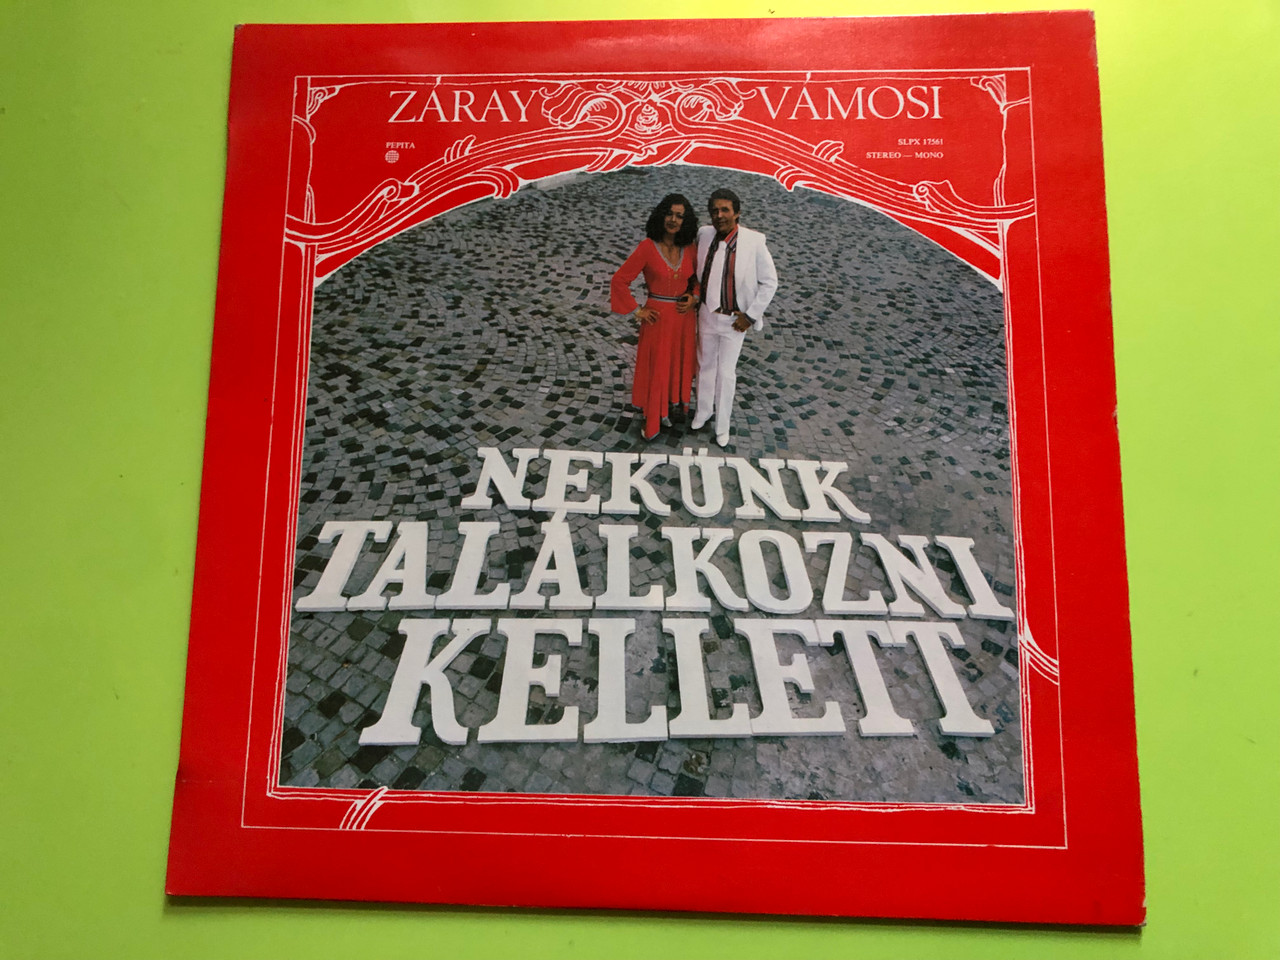 ZÁRAY VÁMOSI
PEPITA
SLPX 17561
STEREO — MONO
NEKÜNK
TALÁLKOZNI
KELLETT